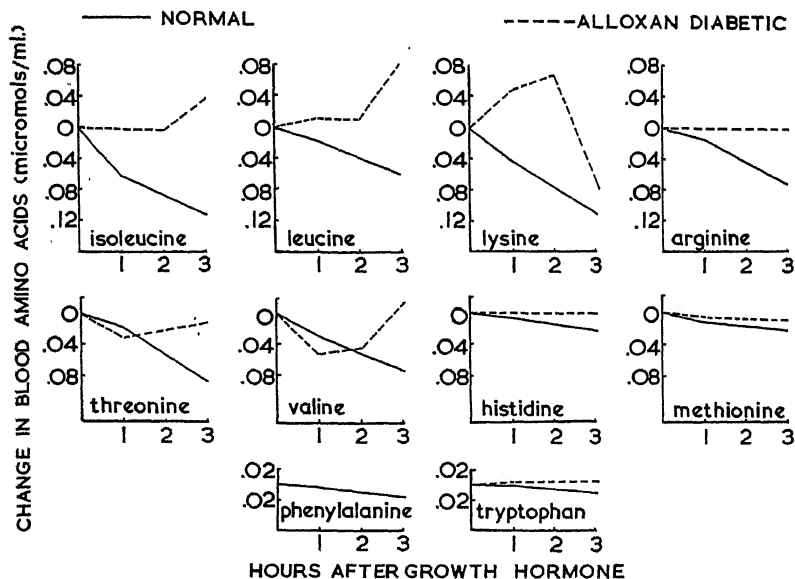 NORMAL ALLOXAN DIABETIC
CHANGE IN BLOOD AMINO ACIDS (micromols/ml.)
.08 .08 .08 .08
.04 .04 .04 .04
0 0 0 0
.04 .04 .04 .04
.08 .08 .08 .08
.12 .12 .12 .12
isoleucine leucine lysine arginine
1 2 3 1 2 3 1 2 3 1 2 3
0 0 0 0
.04 .04 .04 .04
.08 .08 .08 .08
threonine valine histidine methionine
1 2 3 1 2 3 1 2 3 1 2 3
.02 .02
.02 .02
phenylalanine tryptophan
1 2 3 1 2 3
HOURS AFTER GROWTH HORMONE